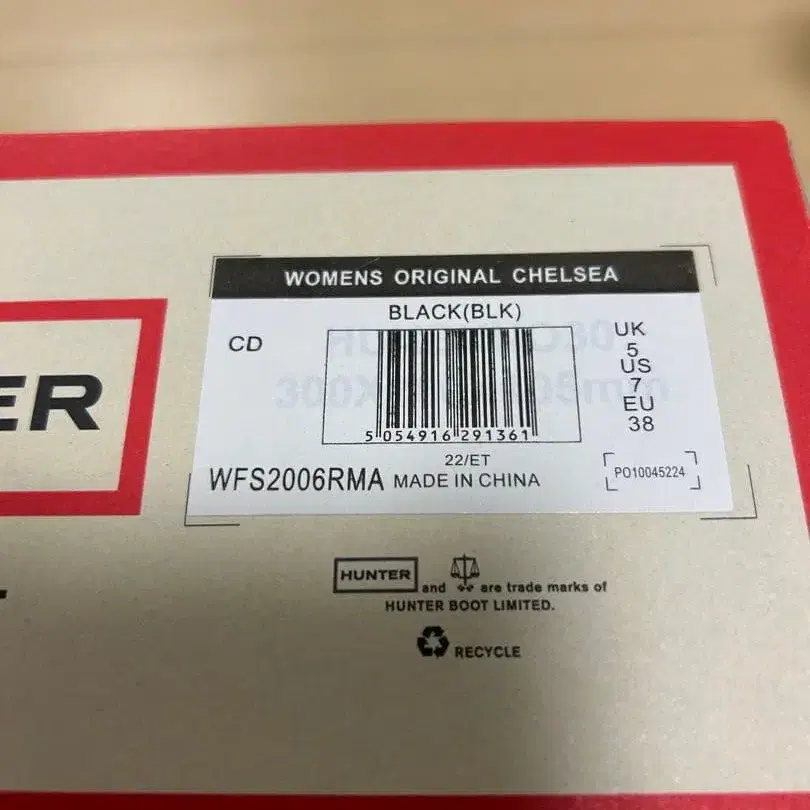 WOMENS ORIGINAL CHELSEA
BLACK(BLK)
CD
5 054916 291361
UK
5
US
7
EU
38
22/ET
WFS2006RMA MADE IN CHINA
PO10045224
ER
HUNTER and are trade marks of
HUNTER BOOT LIMITED.
RECYCLE